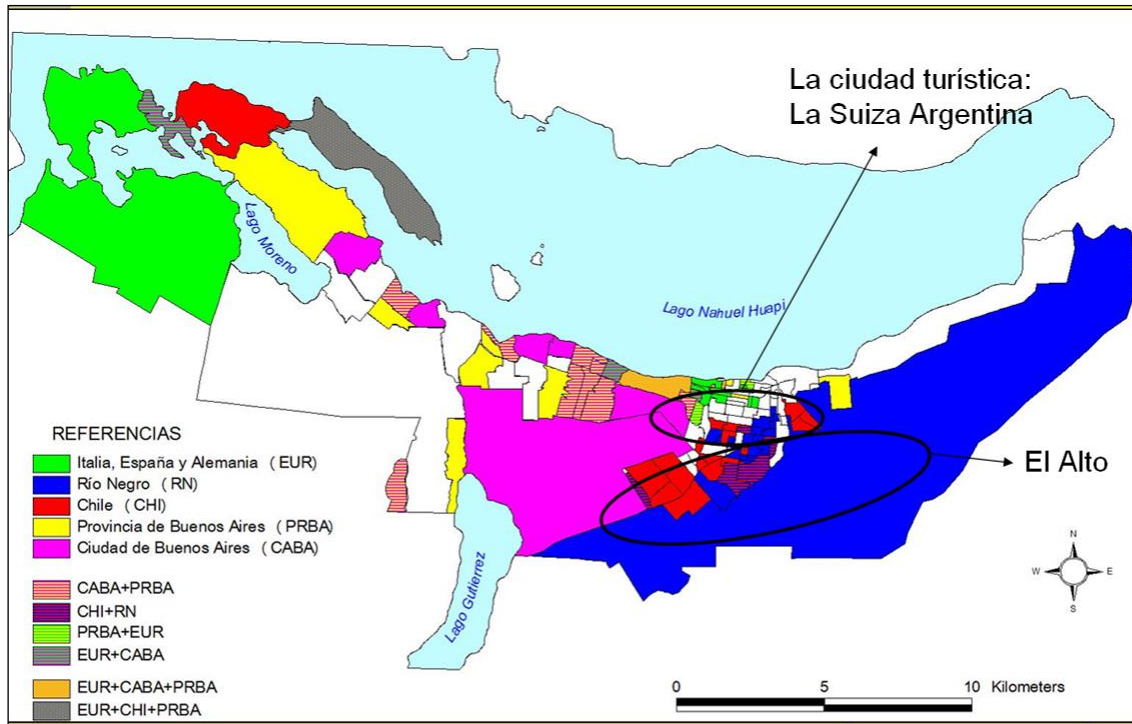 La ciudad turística:
La Suiza Argentina
Lago Moreno
Lago Nahuel Huapi
El Alto
Lago Gutierrez
REFERENCIAS
Italia, España y Alemania ( EUR)
Río Negro ( RN)
Chile ( CHI)
Provincia de Buenos Aires ( PRBA)
Ciudad de Buenos Aires ( CABA)
CABA+PRBA
CHI+RN
PRBA+EUR
EUR+CABA
EUR+CABA+PRBA
EUR+CHI+PRBA
N
W E
S
0 5 10 Kilometers